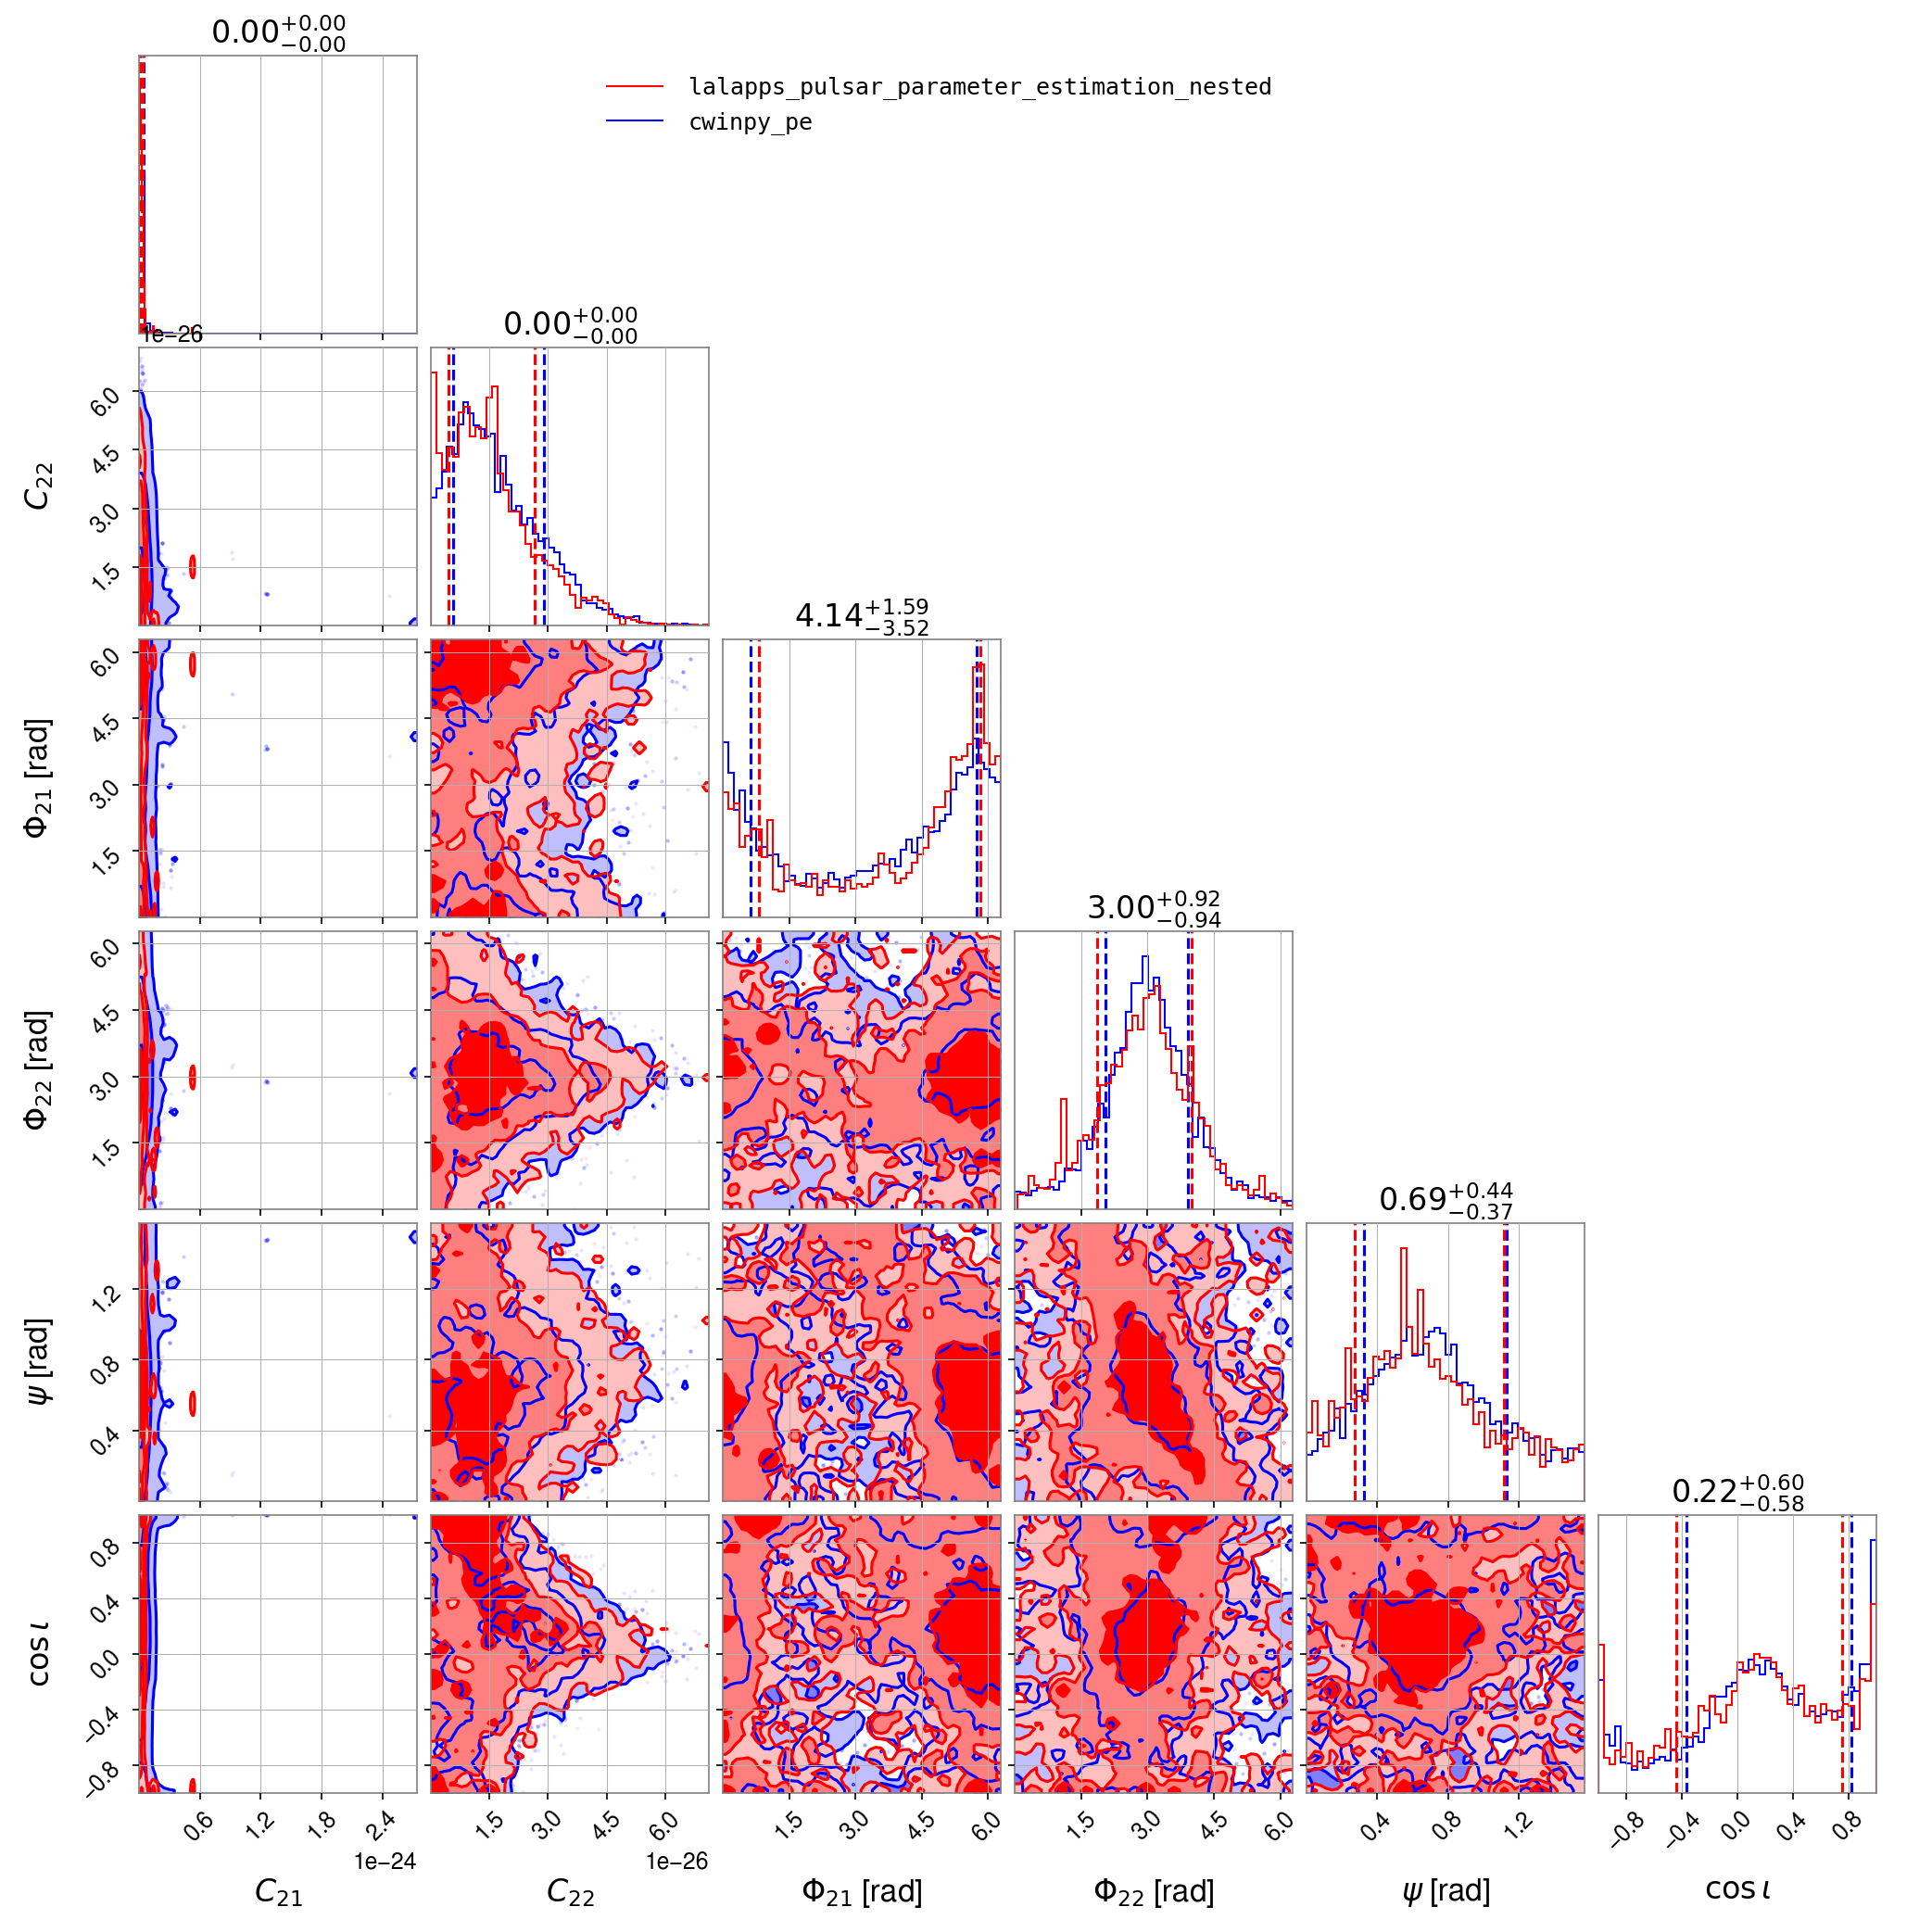 0.00+0.00−0.00
lalapps_pulsar_parameter_estimation_nested
cwinpy_pe
1e−26
0.00+0.00−0.00
C22
6.0
4.5
3.0
1.5
4.14+1.59−3.52
Φ21 [rad]
6.0
4.5
3.0
1.5
3.00+0.92−0.94
Φ22 [rad]
6.0
4.5
3.0
1.5
0.69+0.44−0.37
ψ [rad]
1.2
0.8
0.4
0.22+0.60−0.58
cos ι
0.8
0.4
0.0
−0.4
−0.8
0.6 1.2 1.8 2.4 1.5 3.0 4.5 6.0 1.5 3.0 4.5 6.0 1.5 3.0 4.5 6.0 0.4 0.8 1.2 −0.8 −0.4 0.0 0.4 0.8
1e−24 1e−26
C21 C22 Φ21 [rad] Φ22 [rad] ψ [rad] cos ι